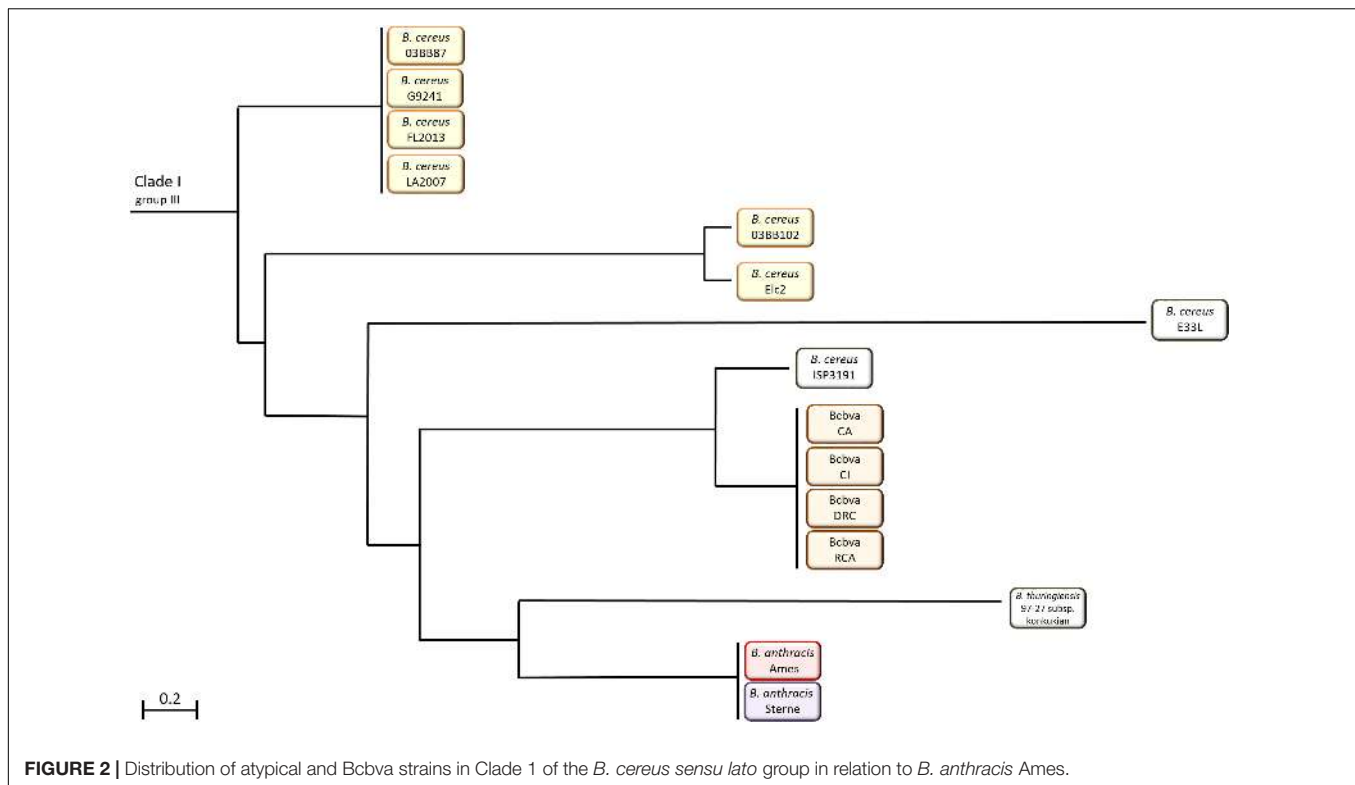 B. cereus
03BB87
B. cereus
G9241
B. cereus
FL2013
B. cereus
LA2007
Clade I
group III
B. cereus
03BB102
B. cereus
Elc2
B. cereus
E33L
B. cereus
ISP3191
Bcbva
CA
Bcbva
CI
Bcbva
DRC
Bcbva
RCA
B. thuringiensis
97-27 subsp.
konkukian
B. anthracis
Ames
B. anthracis
Sterne
0.2
FIGURE 2 | Distribution of atypical and Bcbva strains in Clade 1 of the B. cereus sensu lato group in relation to B. anthracis Ames.